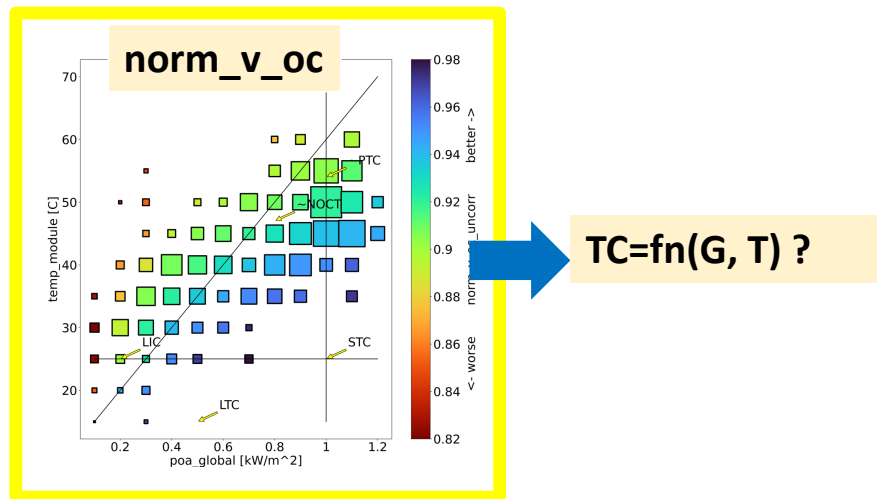 norm_v_oc
70
60
50
40
30
20
temp_module [C]
0.2
0.4
0.6
0.8
1
1.2
poa_global [kW/m^2]
PTC
~NOCT
LIC
STC
LTC
0.98
0.96
0.94
0.92
0.9
0.88
0.86
0.84
0.82
<- worse
uncorr
better ->
TC=fn(G, T) ?